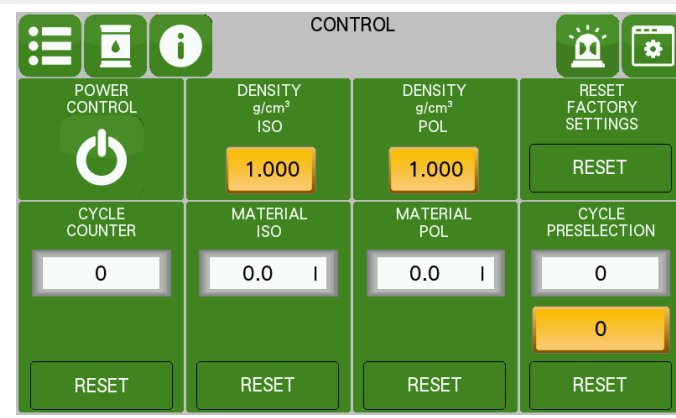 CONTROL
POWER
CONTROL
DENSITY
g/cm³
ISO
1.000
DENSITY
g/cm³
POL
1.000
RESET
FACTORY
SETTINGS
RESET
CYCLE
COUNTER
0
RESET
MATERIAL
ISO
0.0 l
RESET
MATERIAL
POL
0.0 l
RESET
CYCLE
PRESELECTION
0
0
RESET